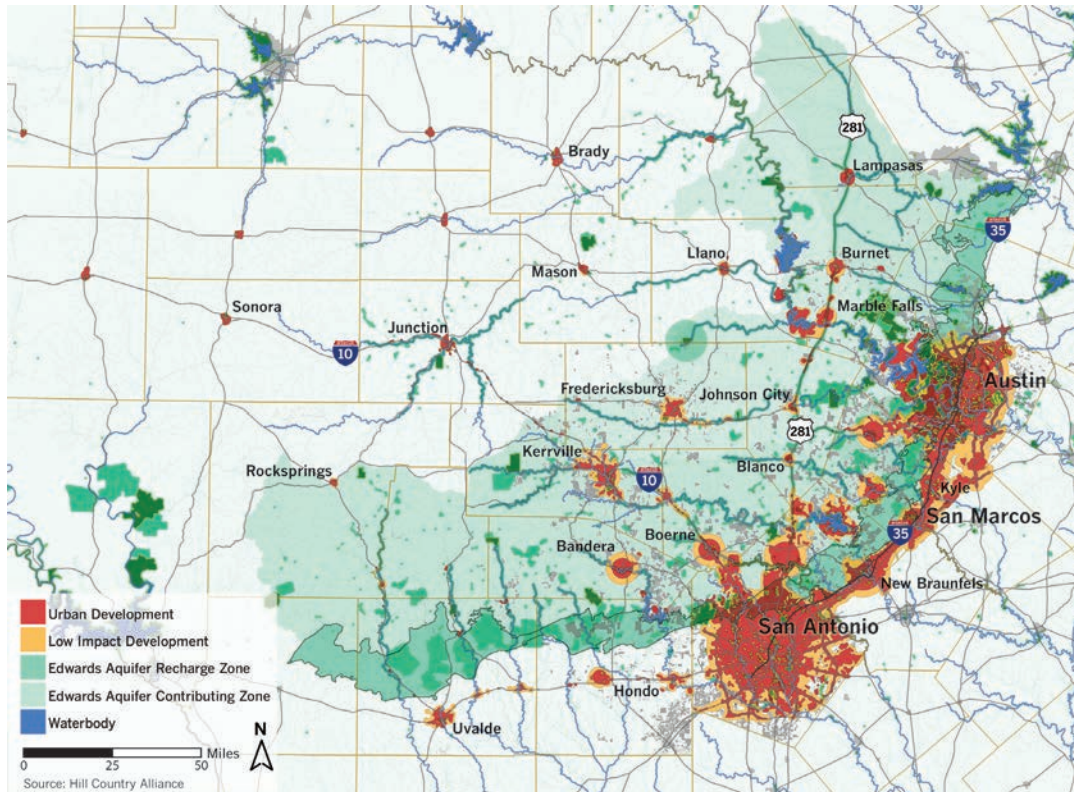 281
Brady
Lampasas
35
Llano
Burnet
Mason
Marble Falls
Sonora
Junction
10
Austin
Fredericksburg
Johnson City
281
Kerrville
Blanco
Rocksprings
10
Kyle
San Marcos
35
Boerne
Bandera
New Braunfels
Urban Development
Low Impact Development
San Antonio
Edwards Aquifer Recharge Zone
Edwards Aquifer Contributing Zone
Hondo
Waterbody
Uvalde
N
Miles
0 25 50
Source: Hill Country Alliance